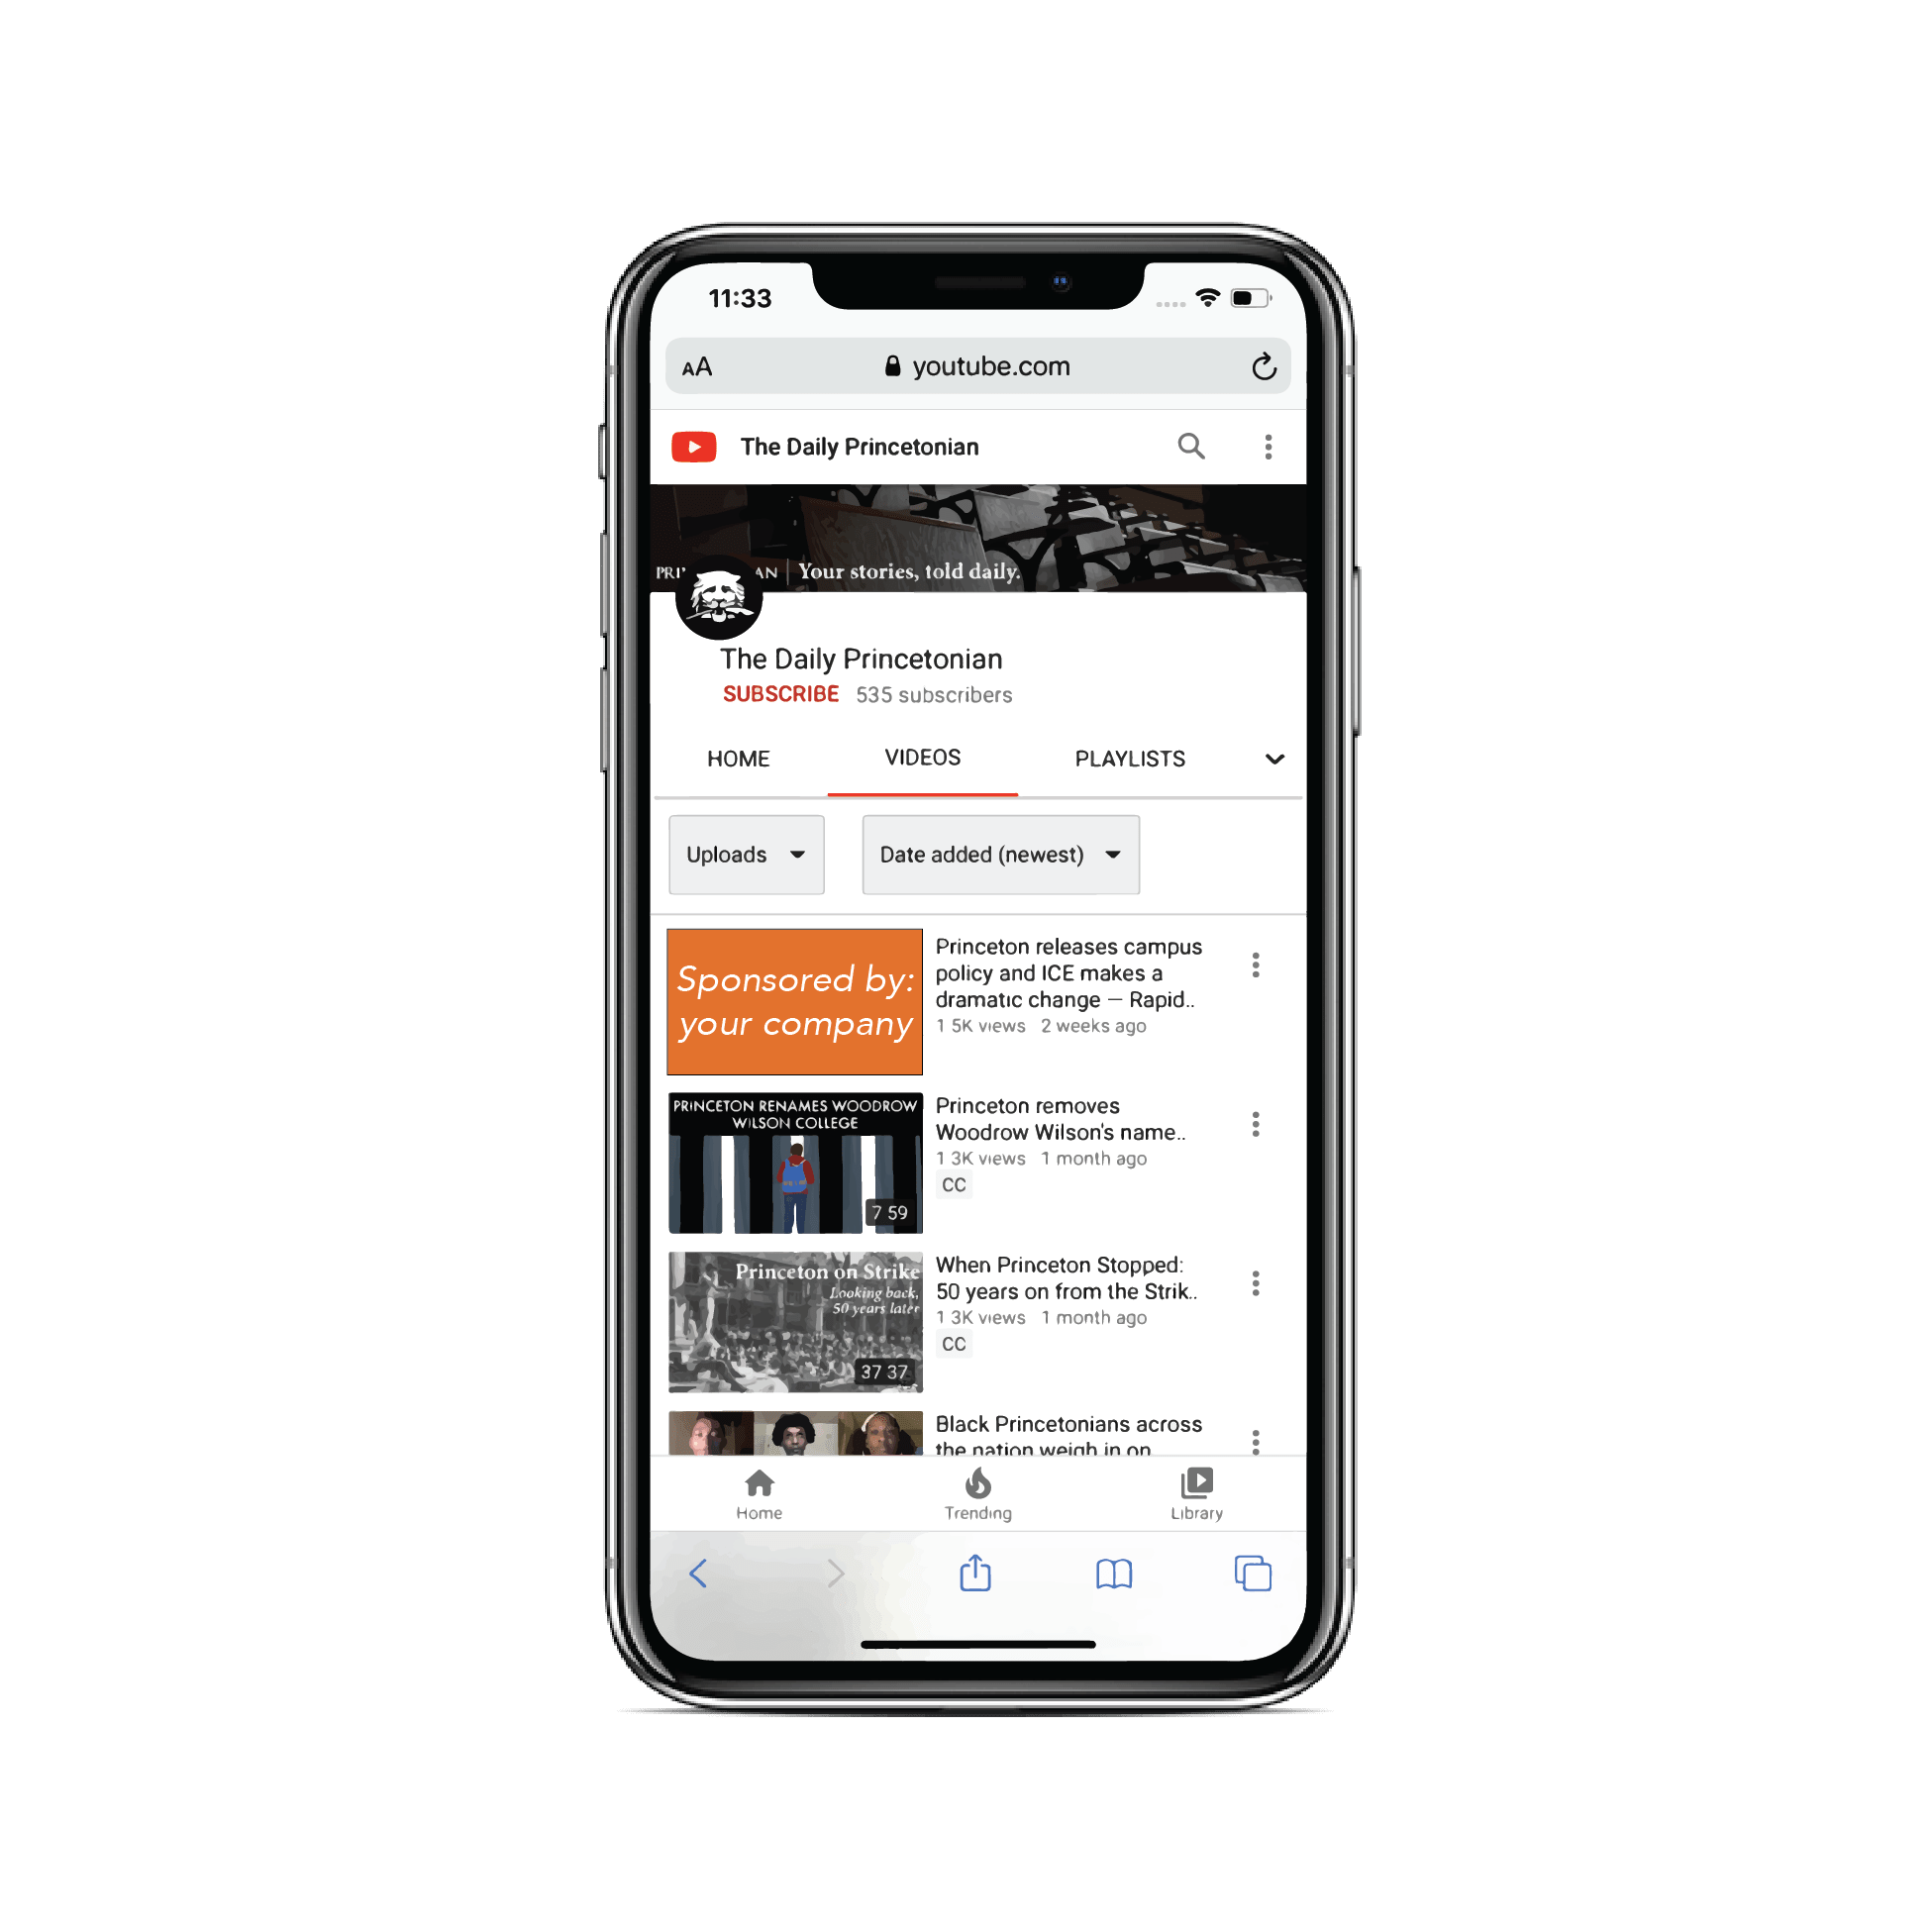 11:33
AA youtube.com
The Daily Princetonian
AN | Your stories, told daily.
The Daily Princetonian
SUBSCRIBE 535 subscribers
HOME VIDEOS PLAYLISTS
Uploads Date added (newest)
Sponsored by:
your company
Princeton releases campus
policy and ICE makes a
dramatic change — Rapid..
1 5K views 2 weeks ago
PRINCETON RENAMES WOODROW
WILSON COLLEGE
7 59
Princeton removes
Woodrow Wilson's name..
1 3K views 1 month ago
CC
Princeton on Strike
Looking back,
50 years later
37 37
When Princeton Stopped:
50 years on from the Strik..
1 3K views 1 month ago
CC
Black Princetonians across
the nation weigh in on
Home Trending Library